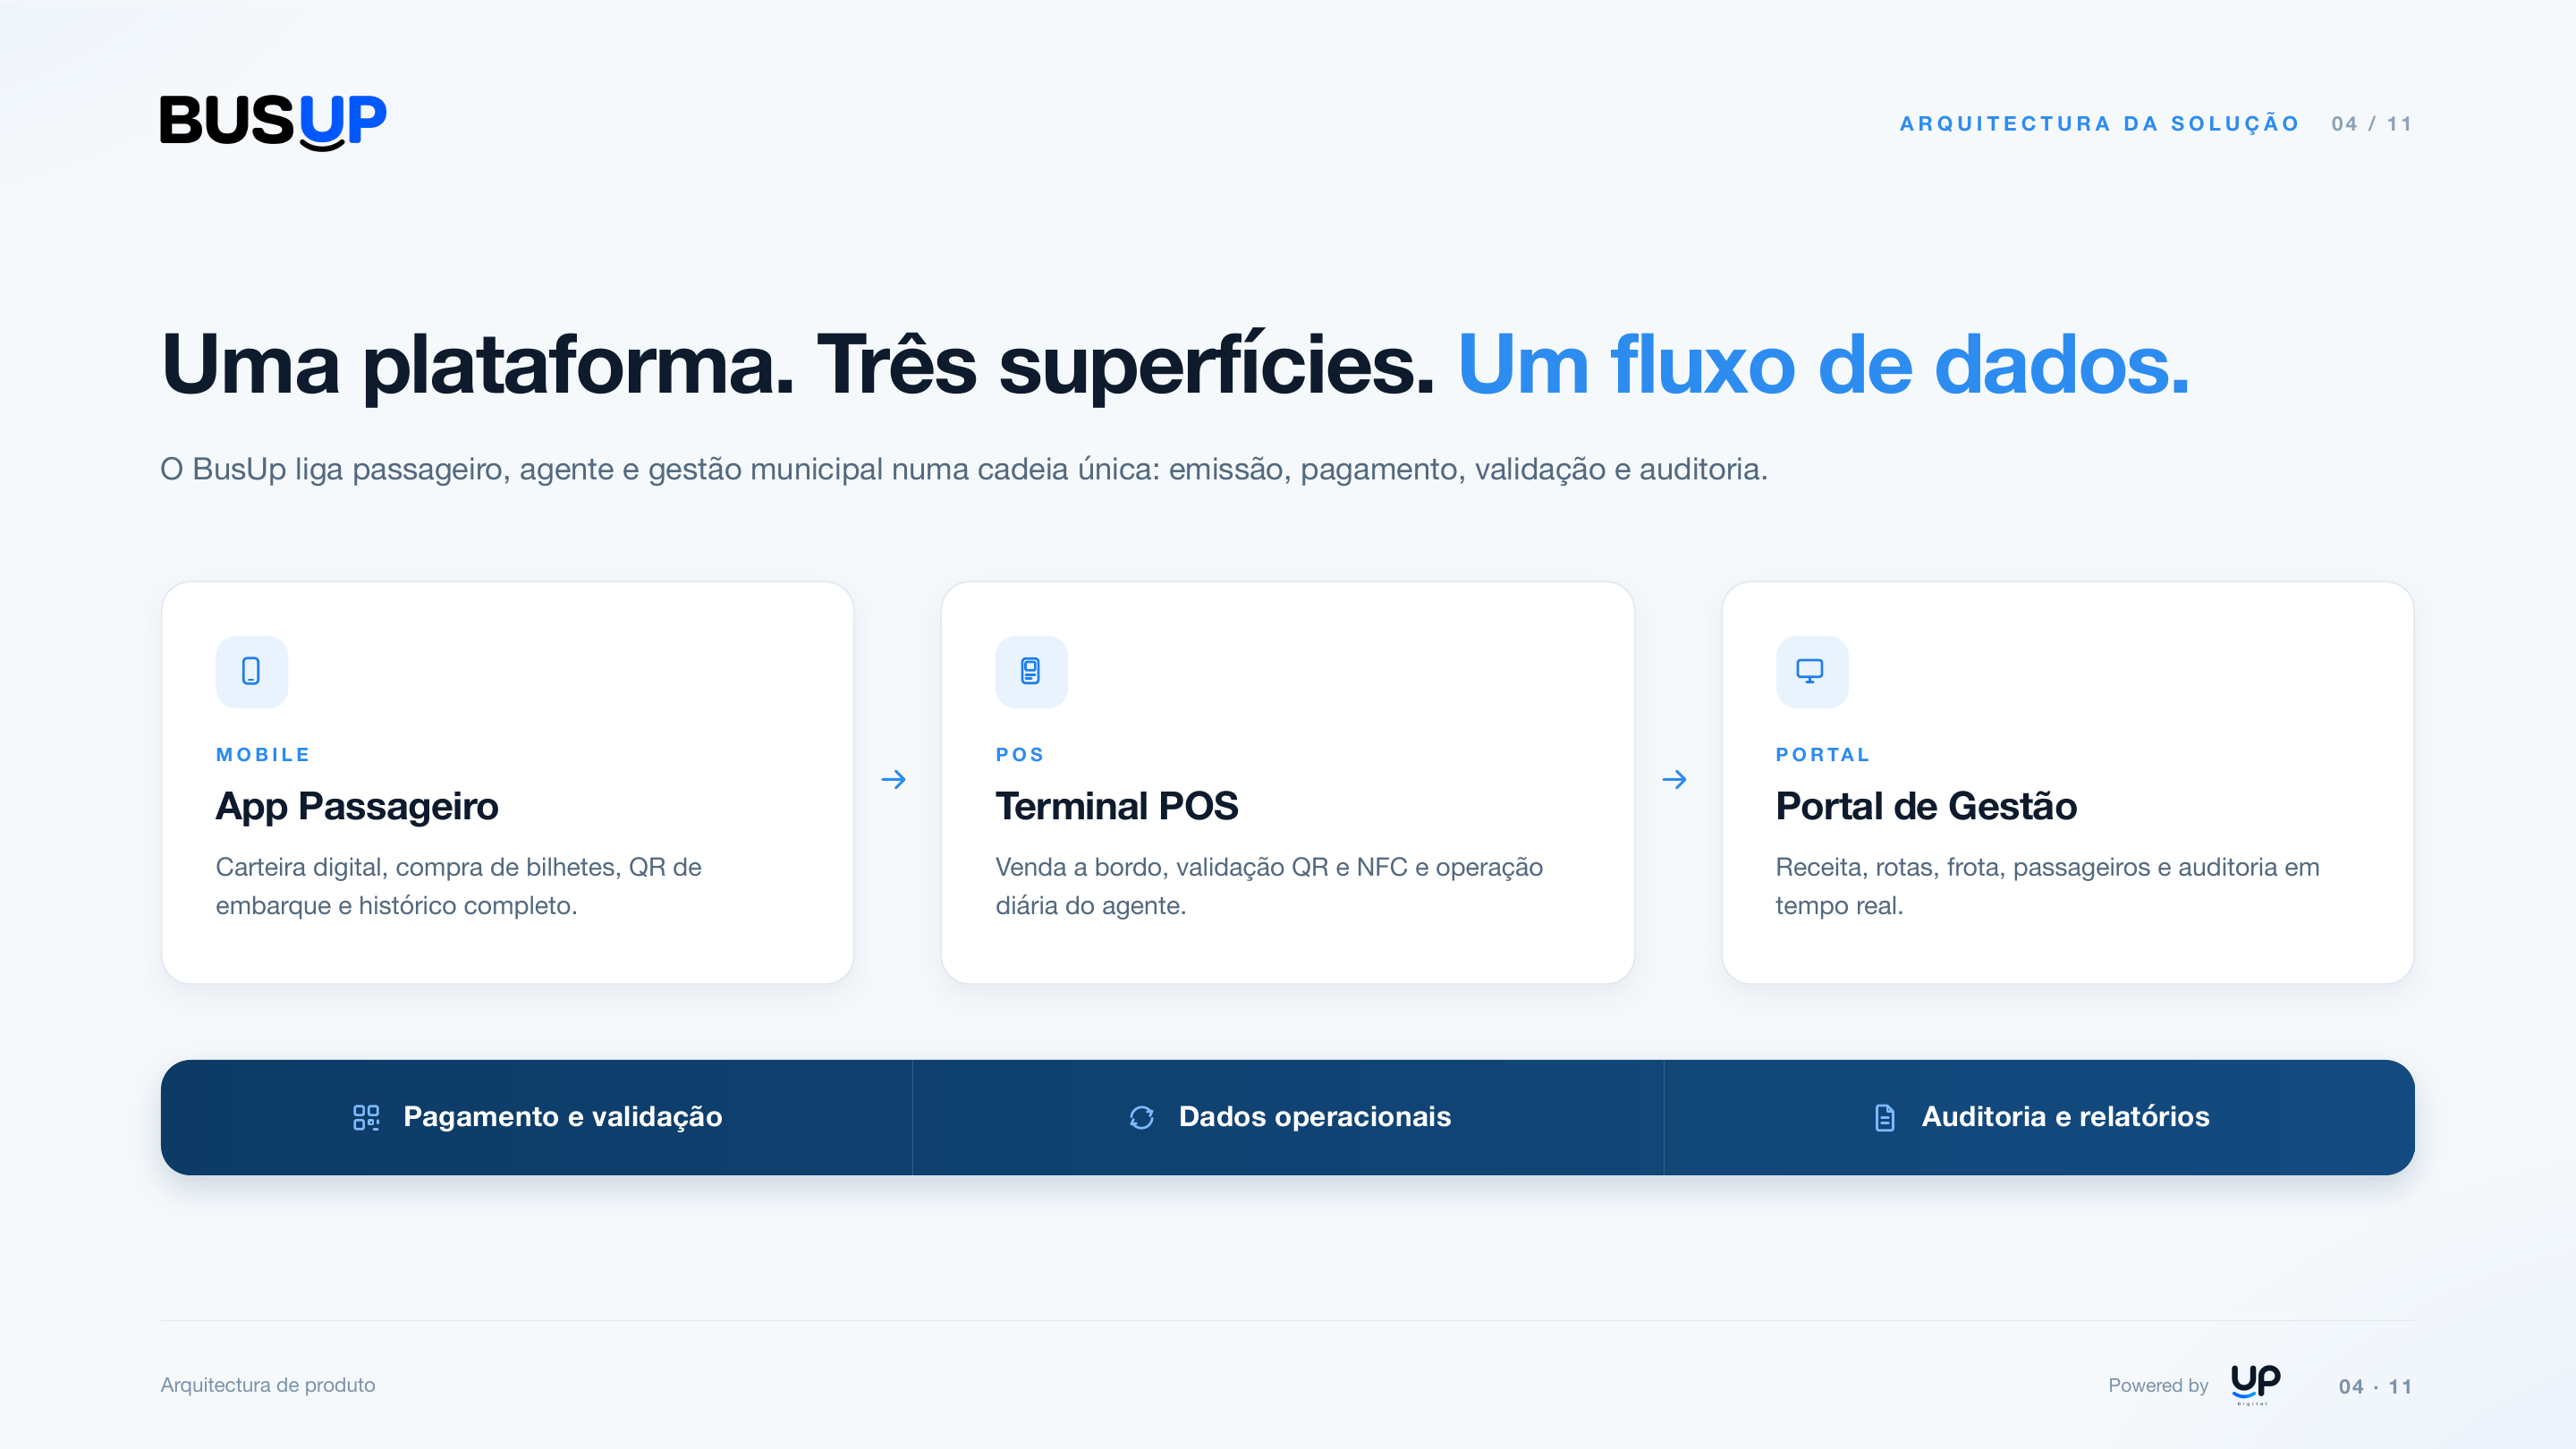 BUSUP
ARQUITECTURA DA SOLUÇÃO 04 / 11
Uma plataforma. Três superfícies. Um fluxo de dados.
O BusUp liga passageiro, agente e gestão municipal numa cadeia única: emissão, pagamento, validação e auditoria.
MOBILE
App Passageiro
Carteira digital, compra de bilhetes, QR de
embarque e histórico completo.
POS
Terminal POS
Venda a bordo, validação QR e NFC e operação
diária do agente.
PORTAL
Portal de Gestão
Receita, rotas, frota, passageiros e auditoria em
tempo real.
Pagamento e validação
Dados operacionais
Auditoria e relatórios
Arquitectura de produto
Powered by
UP
Digital
04 · 11